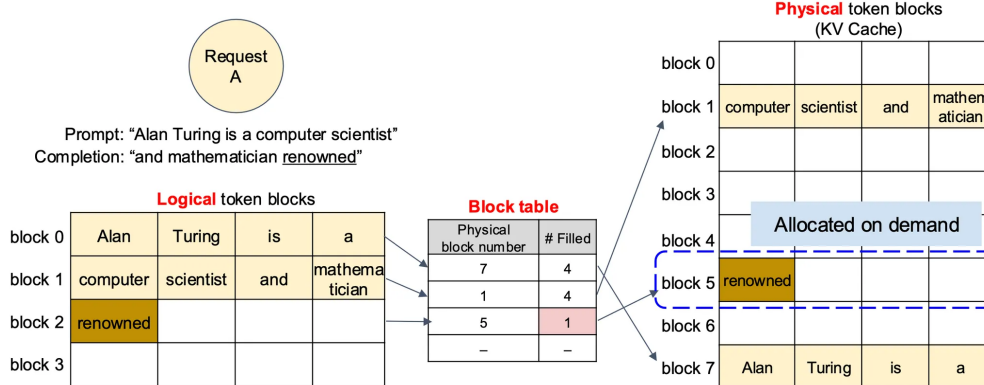 Request
A
Prompt: “Alan Turing is a computer scientist”
Completion: “and mathematician renowned”
Logical token blocks
block 0 Alan Turing is a
block 1 computer scientist and mathema
tician
block 2 renowned
block 3
Block table
Physical
block number # Filled
7 4
1 4
5 1
– –
Physical token blocks
(KV Cache)
block 0
block 1 computer scientist and mathem
atician
block 2
block 3
Allocated on demand
block 4
block 5 renowned
block 6
block 7 Alan Turing is a